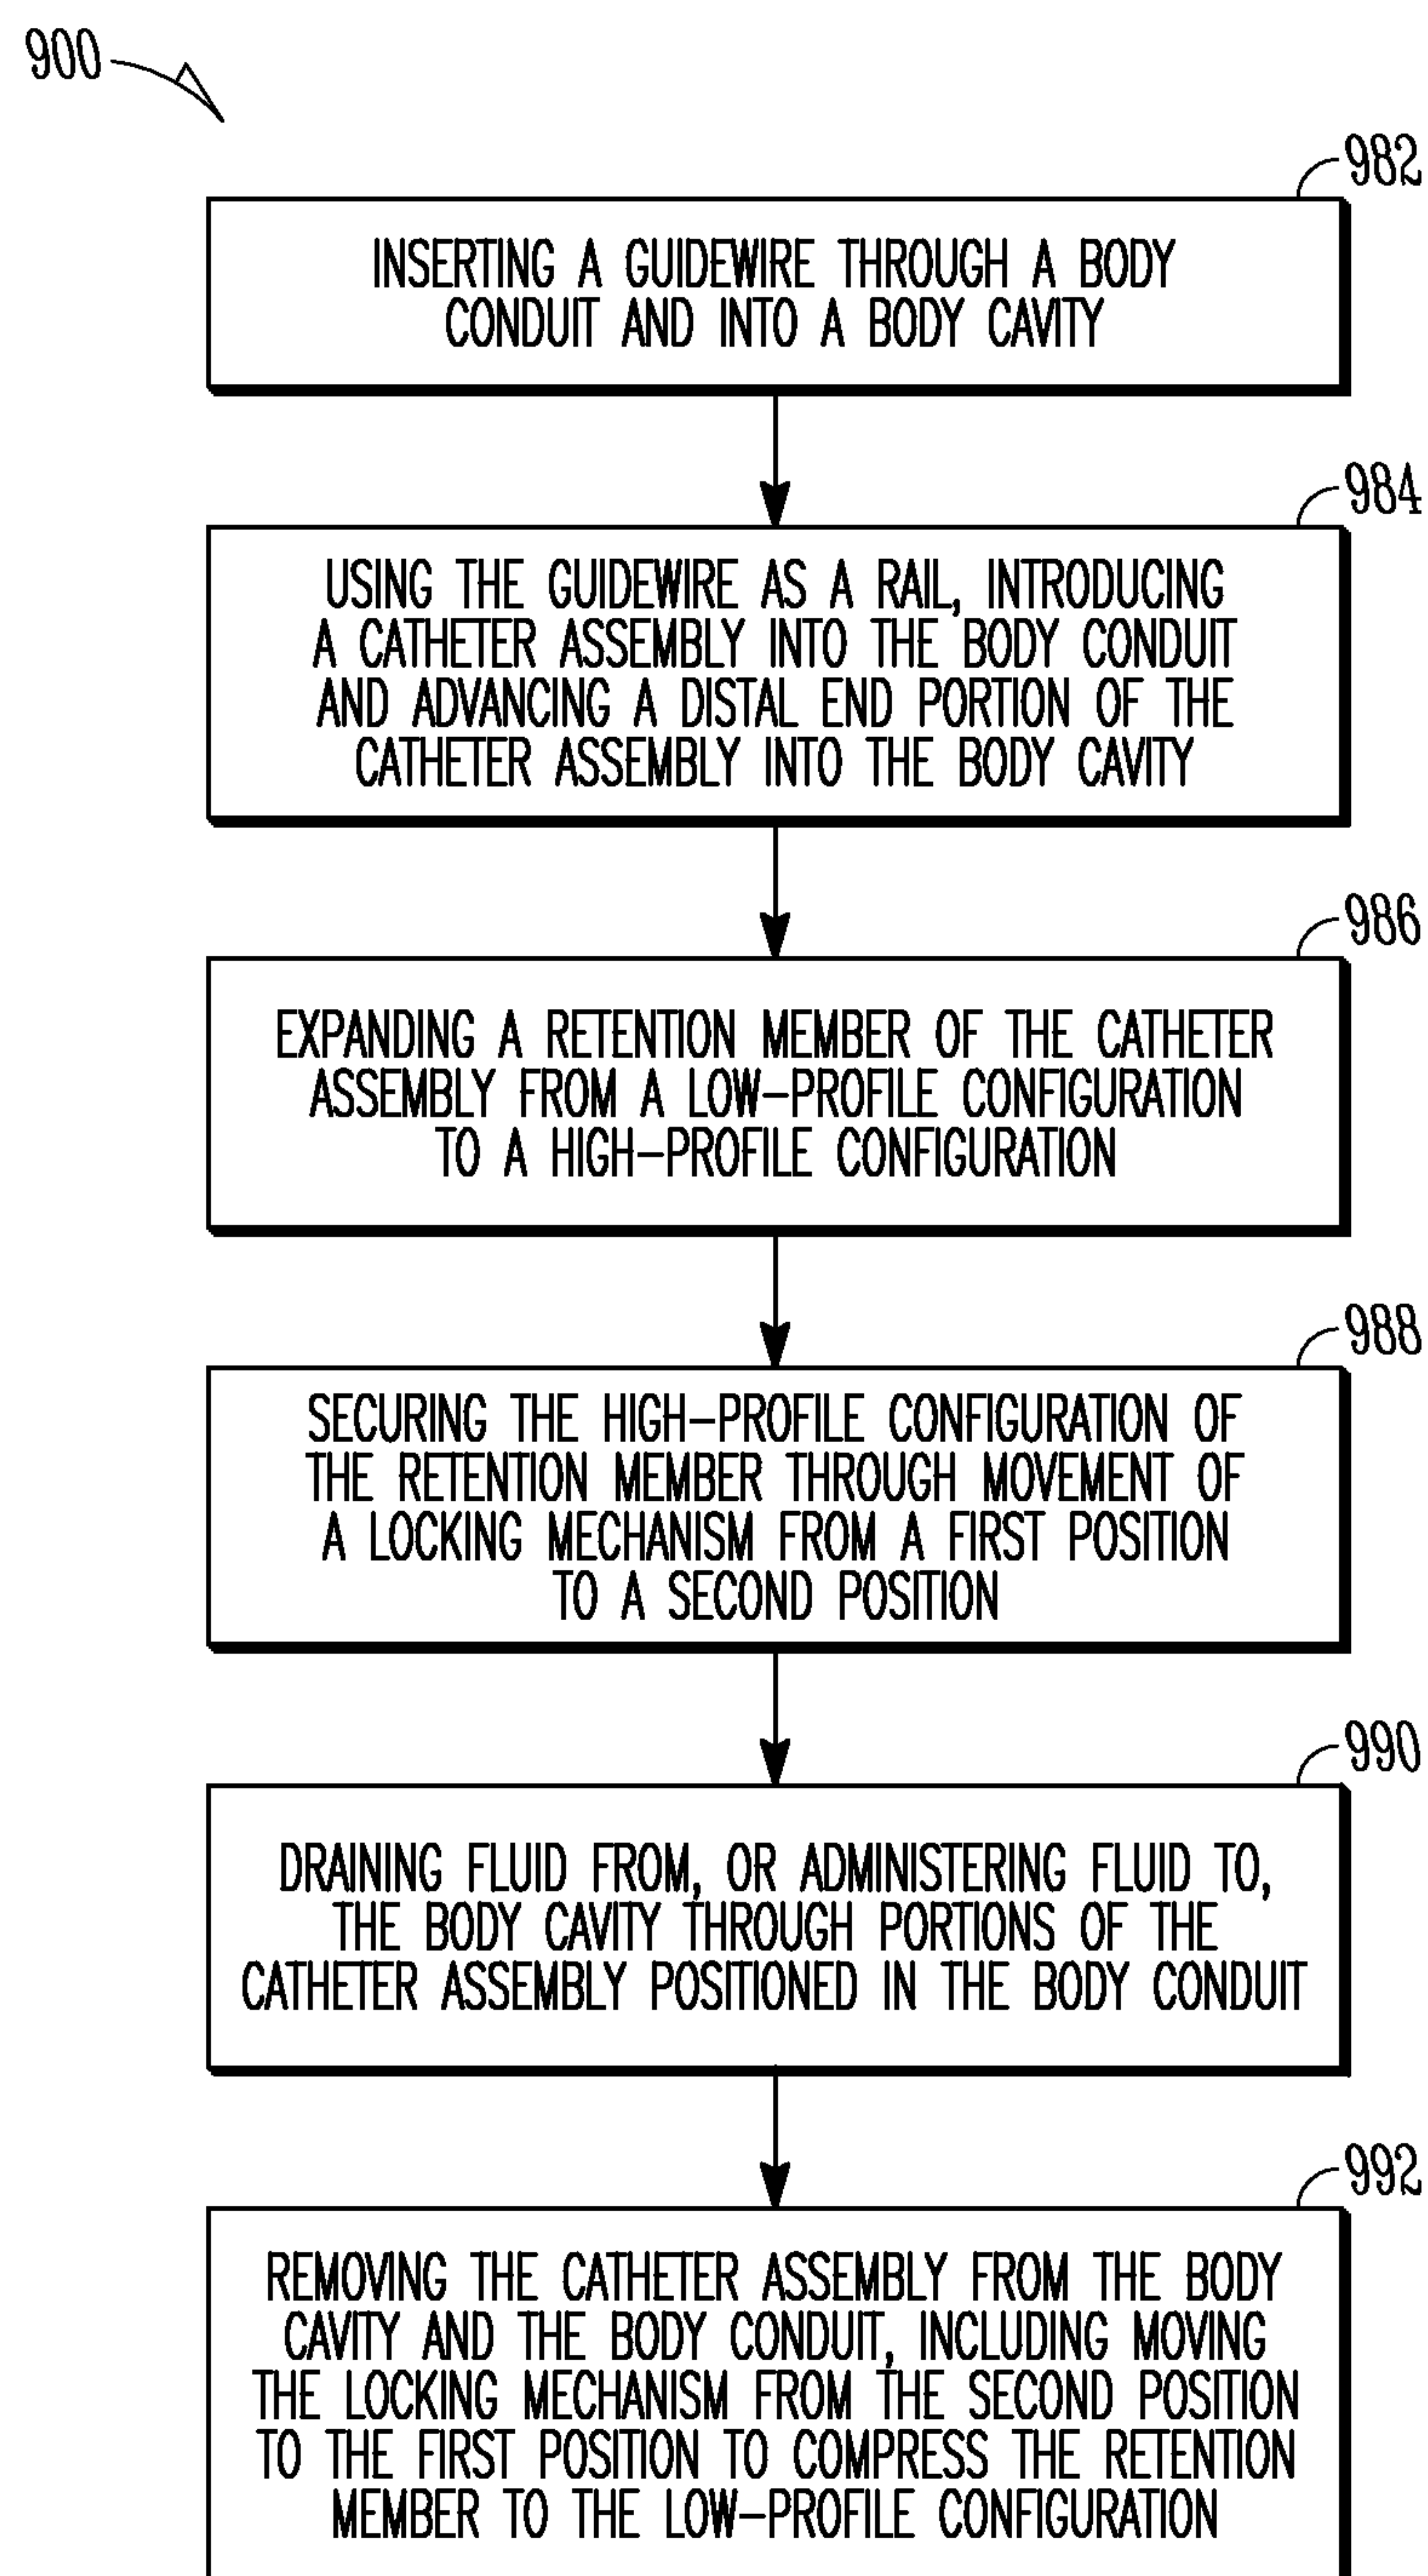 900
982
INSERTING A GUIDEWIRE THROUGH A BODY
CONDUIT AND INTO A BODY CAVITY
984
USING THE GUIDEWIRE AS A RAIL, INTRODUCING
A CATHETER ASSEMBLY INTO THE BODY CONDUIT
AND ADVANCING A DISTAL END PORTION OF THE
CATHETER ASSEMBLY INTO THE BODY CAVITY
986
EXPANDING A RETENTION MEMBER OF THE CATHETER
ASSEMBLY FROM A LOW-PROFILE CONFIGURATION
TO A HIGH-PROFILE CONFIGURATION
988
SECURING THE HIGH-PROFILE CONFIGURATION OF
THE RETENTION MEMBER THROUGH MOVEMENT OF
A LOCKING MECHANISM FROM A FIRST POSITION
TO A SECOND POSITION
990
DRAINING FLUID FROM, OR ADMINISTERING FLUID TO,
THE BODY CAVITY THROUGH PORTIONS OF THE
CATHETER ASSEMBLY POSITIONED IN THE BODY CONDUIT
992
REMOVING THE CATHETER ASSEMBLY FROM THE BODY
CAVITY AND THE BODY CONDUIT, INCLUDING MOVING
THE LOCKING MECHANISM FROM THE SECOND POSITION
TO THE FIRST POSITION TO COMPRESS THE RETENTION
MEMBER TO THE LOW-PROFILE CONFIGURATION